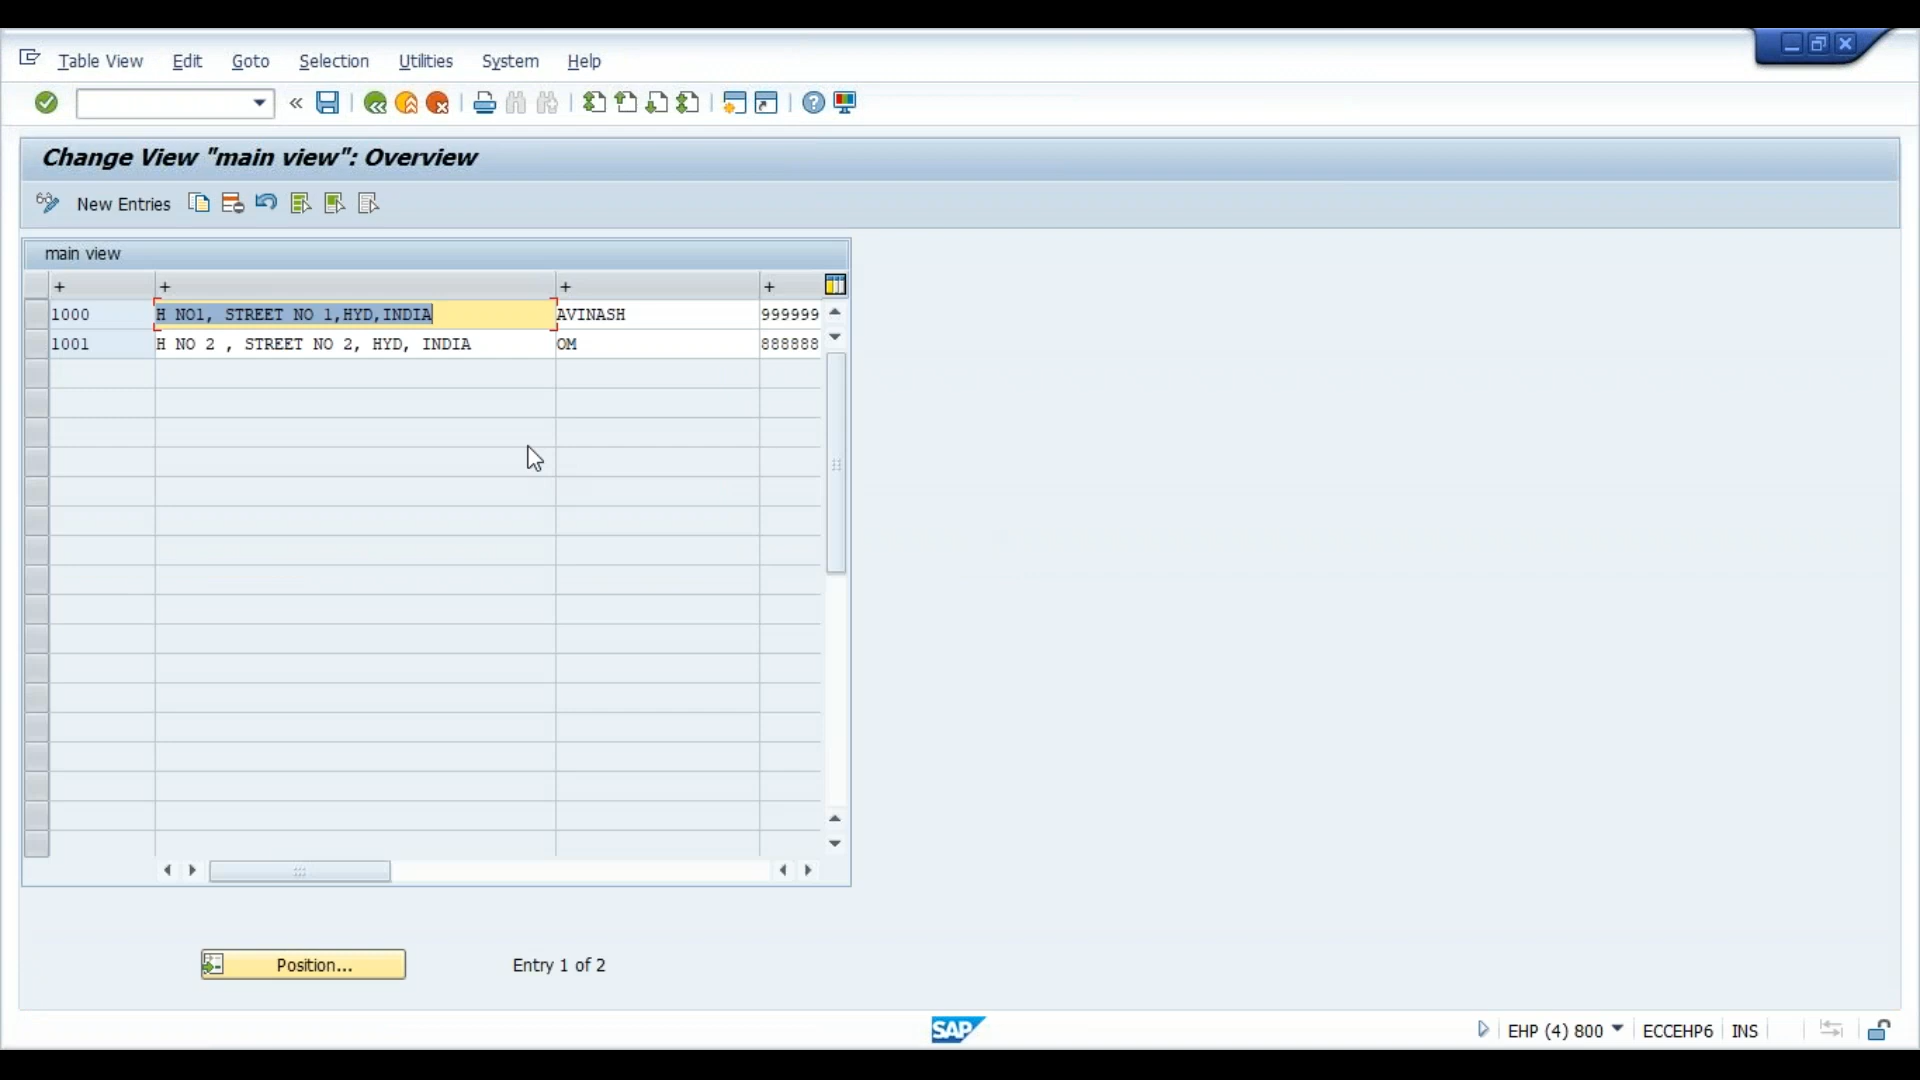 Table View Edit Goto Selection Utilities System Help
Change View "main view": Overview
New Entries
main view
+ + + +
1000 H NO1, STREET NO 1,HYD,INDIA AVINASH 999999
1001 H NO 2 , STREET NO 2, HYD, INDIA OM 888888
Position... Entry 1 of 2
SAP EHP (4) 800 ECCEHP6 INS